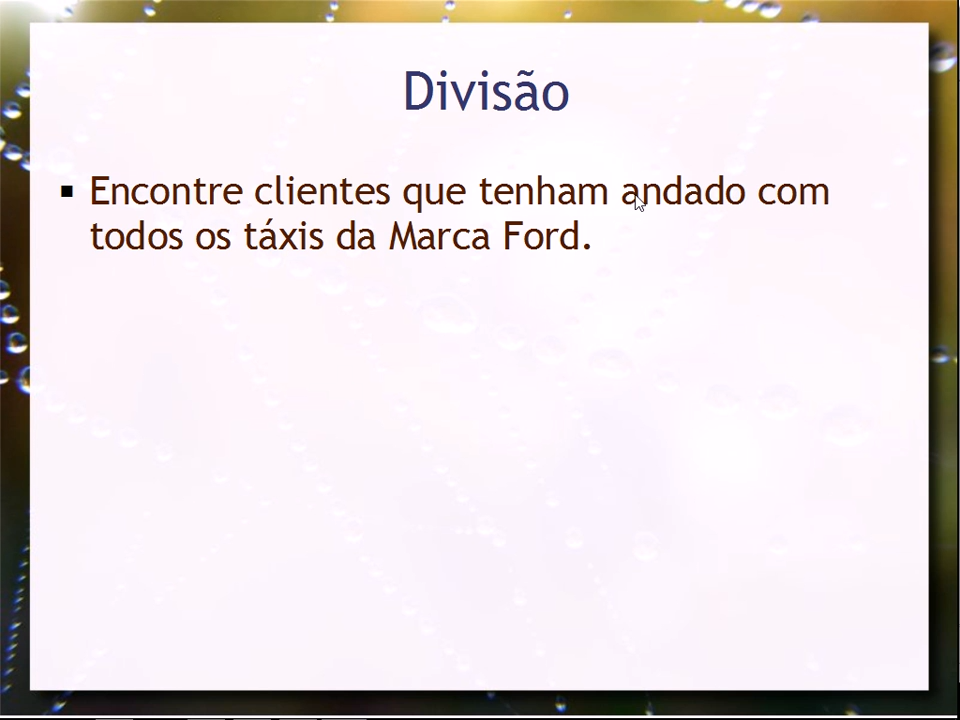 Divisão
▪ Encontre clientes que tenham andado com
todos os táxis da Marca Ford.